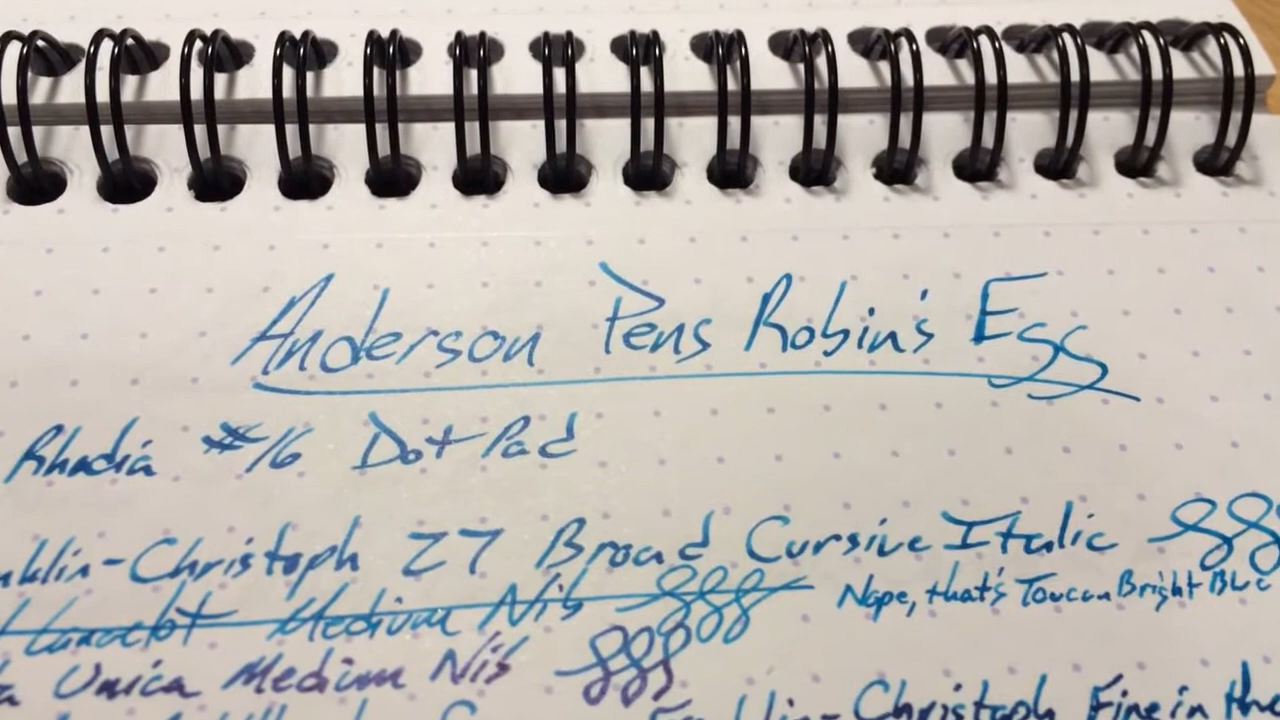 Anderson Pens Robin's Egg
Rhodia #16 Dot Pad
nklin-Christoph Z7 Broad Cursive Italic
Medium Nib Nope, that's Toucan Bright Blue
a Unica Medium Nib
Franklin-Christoph Fine in the